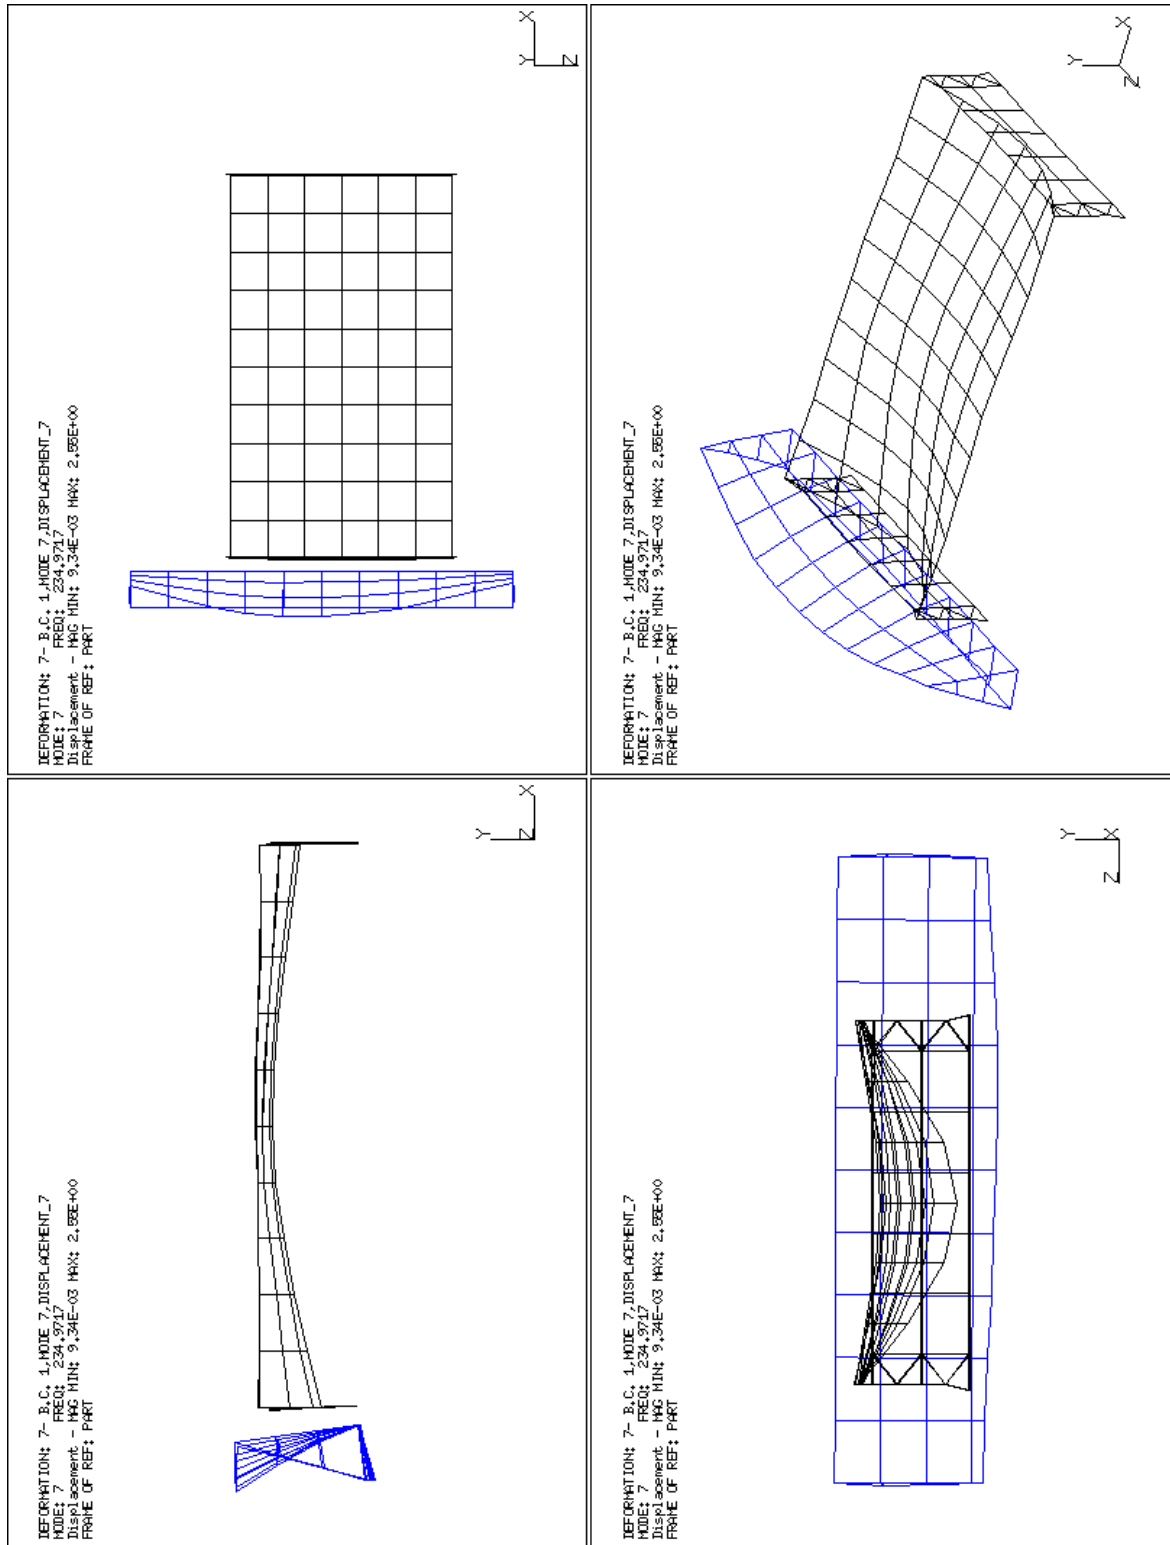 DEFORMATION: 7- B.C. 1,MODE 7,DISPLACEMENT_7
MODE: 7 FREQ: 234.9717
Displacement - MAG MIN: 9.34E-03 MAX: 2.55E+00
FRAME OF REF: PART
Y X
Z
DEFORMATION: 7- B.C. 1,MODE 7,DISPLACEMENT_7
MODE: 7 FREQ: 234.9717
Displacement - MAG MIN: 9.34E-03 MAX: 2.55E+00
FRAME OF REF: PART
Y X
Z
DEFORMATION: 7- B.C. 1,MODE 7,DISPLACEMENT_7
MODE: 7 FREQ: 234.9717
Displacement - MAG MIN: 9.34E-03 MAX: 2.55E+00
FRAME OF REF: PART
Y
Z X
DEFORMATION: 7- B.C. 1,MODE 7,DISPLACEMENT_7
MODE: 7 FREQ: 234.9717
Displacement - MAG MIN: 9.34E-03 MAX: 2.55E+00
FRAME OF REF: PART
Y
Z X